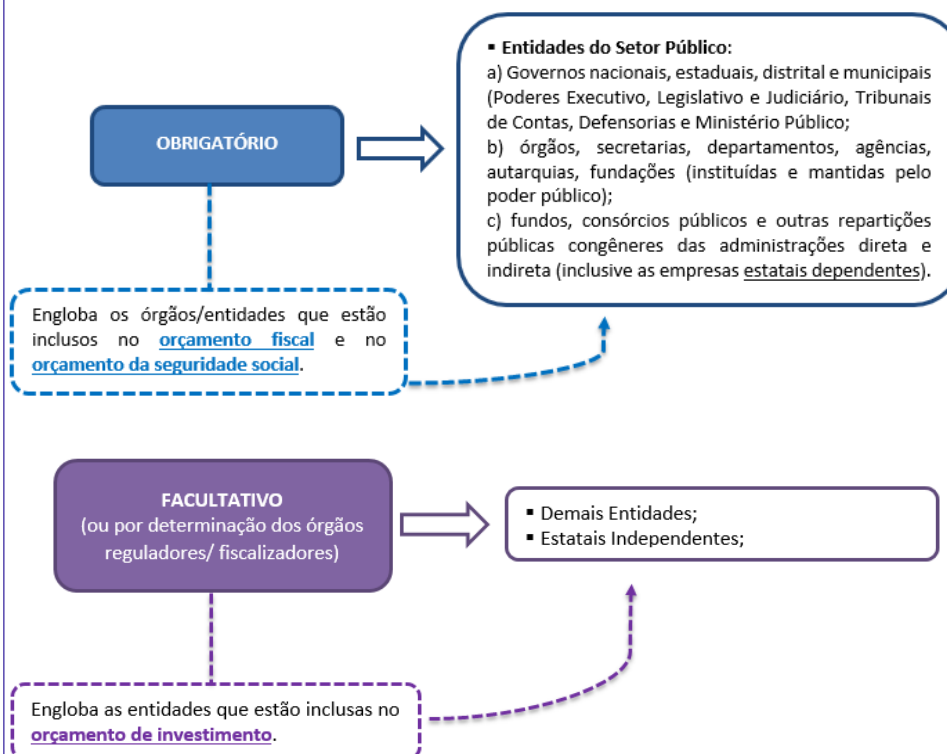 OBRIGATÓRIO
▪ Entidades do Setor Público:
a) Governos nacionais, estaduais, distrital e municipais
(Poderes Executivo, Legislativo e Judiciário, Tribunais
de Contas, Defensorias e Ministério Público;
b) órgãos, secretarias, departamentos, agências,
autarquias, fundações (instituídas e mantidas pelo
poder público);
c) fundos, consórcios públicos e outras repartições
públicas congêneres das administrações direta e
indireta (inclusive as empresas estatais dependentes).
Engloba os órgãos/entidades que estão
inclusos no orçamento fiscal e no
orçamento da seguridade social.
FACULTATIVO
(ou por determinação dos órgãos
reguladores/ fiscalizadores)
▪ Demais Entidades;
▪ Estatais Independentes;
Engloba as entidades que estão inclusas no
orçamento de investimento.